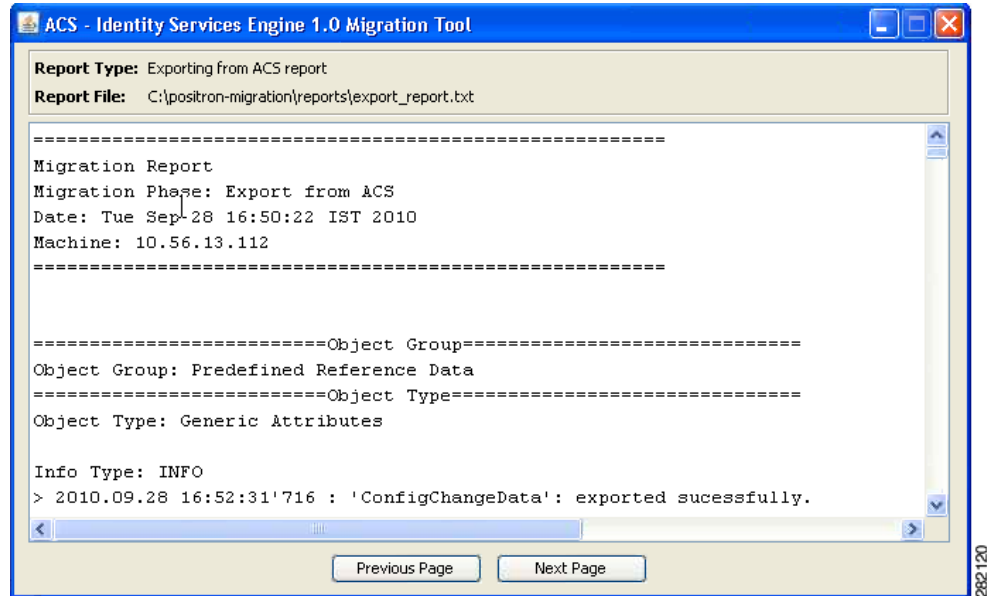 ACS - Identity Services Engine 1.0 Migration Tool
Report Type: Exporting from ACS report
Report File: C:\positron-migration\reports\export_report.txt
========================================================
Migration Report
Migration Phase: Export from ACS
Date: Tue Sep 28 16:50:22 IST 2010
Machine: 10.56.13.112
========================================================
==========================Object Group==============================
Object Group: Predefined Reference Data
==========================Object Type===============================
Object Type: Generic Attributes
Info Type: INFO
> 2010.09.28 16:52:31'716 : 'ConfigChangeData': exported sucessfully.
Previous Page Next Page
282120